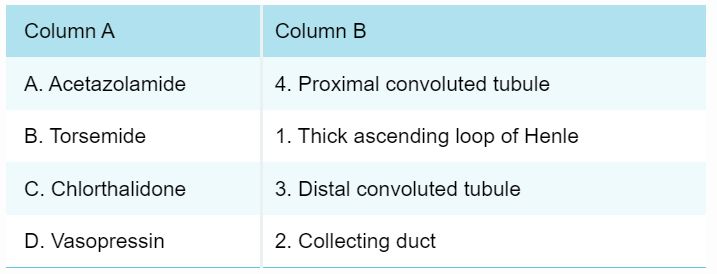 Column A Column B
A. Acetazolamide 4. Proximal convoluted tubule
B. Torsemide 1. Thick ascending loop of Henle
C. Chlorthalidone 3. Distal convoluted tubule
D. Vasopressin 2. Collecting duct